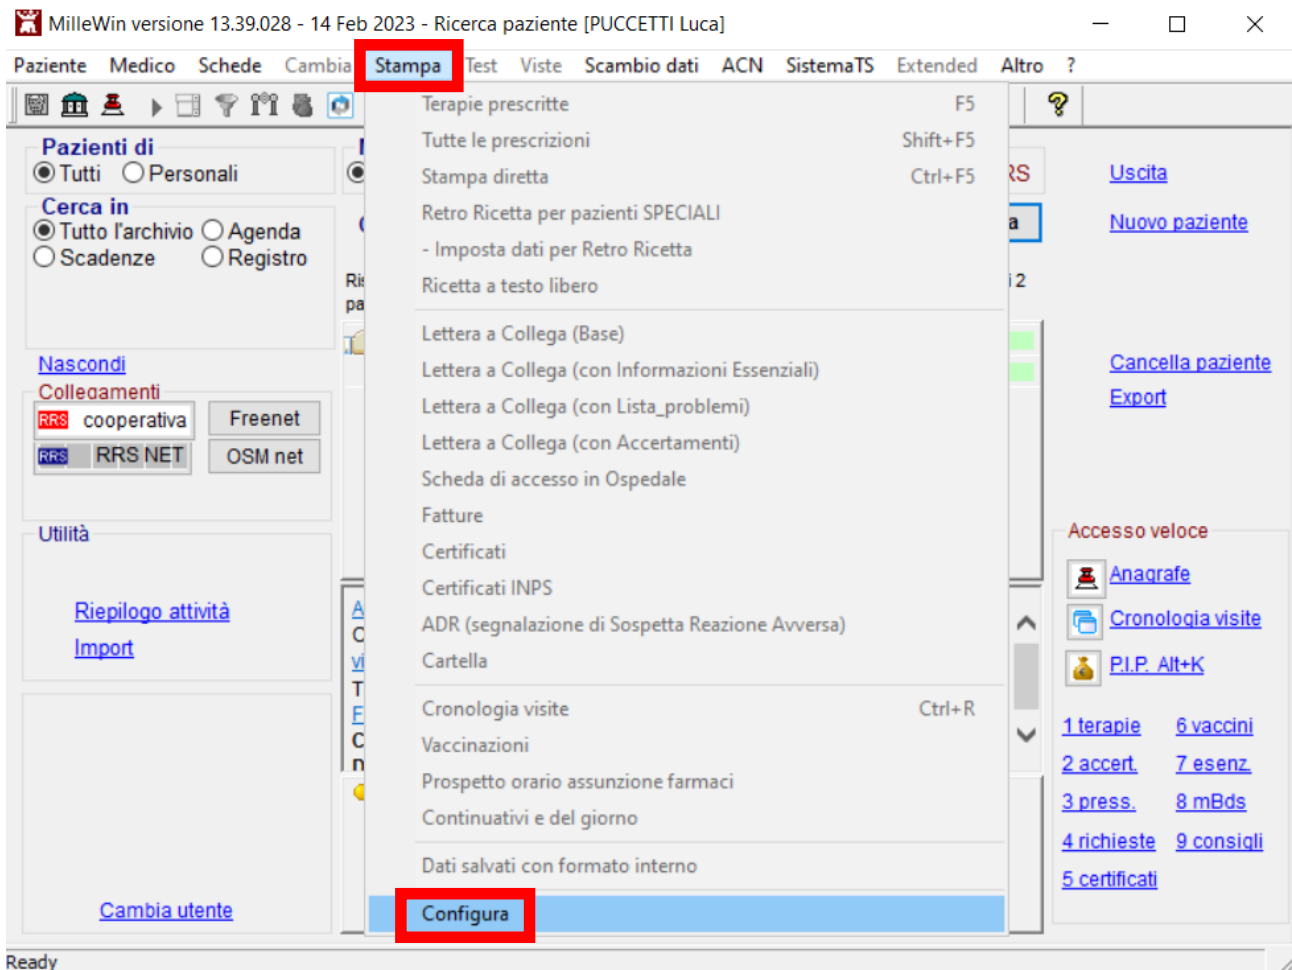 MilleWin versione 13.39.028 - 14 Feb 2023 - Ricerca paziente [PUCCETTI Luca]
Paziente Medico Schede Cambia Stampa Test Viste Scambio dati ACN SistemaTS Extended Altro ?
Pazienti di
Tutti Personali
Cerca in
Tutto l'archivio Agenda
Scadenze Registro
Nascondi
Collegamenti
RRS cooperativa Freenet
RRS RRS NET OSM net
Utilità
Riepilogo attività
Import
Cambia utente
Terapie prescritte F5
Tutte le prescrizioni Shift+F5
Stampa diretta Ctrl+F5
Retro Ricetta per pazienti SPECIALI
- Imposta dati per Retro Ricetta
Ricetta a testo libero
Lettera a Collega (Base)
Lettera a Collega (con Informazioni Essenziali)
Lettera a Collega (con Lista_problemi)
Lettera a Collega (con Accertamenti)
Scheda di accesso in Ospedale
Fatture
Certificati
Certificati INPS
ADR (segnalazione di Sospetta Reazione Avversa)
Cartella
Cronologia visite Ctrl+R
Vaccinazioni
Prospetto orario assunzione farmaci
Continuativi e del giorno
Dati salvati con formato interno
Configura
Uscita
Nuovo paziente
Cancella paziente
Export
Accesso veloce
Anagrafe
Cronologia visite
P.I.P. Alt+K
1 terapie 6 vaccini
2 accert. 7 esenz.
3 press. 8 mBds
4 richieste 9 consigli
5 certificati
Ready